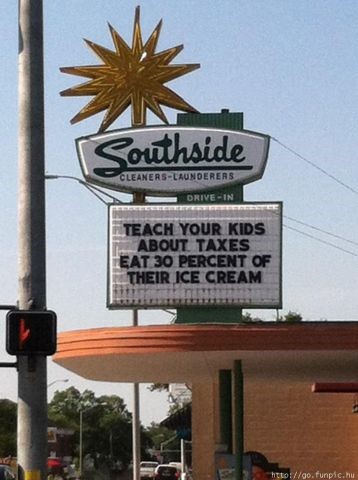 Southside
CLEANERS-LAUNDERERS
DRIVE-IN
TEACH YOUR KIDS
ABOUT TAXES
EAT 30 PERCENT OF
THEIR ICE CREAM
http://go.funpic.hu